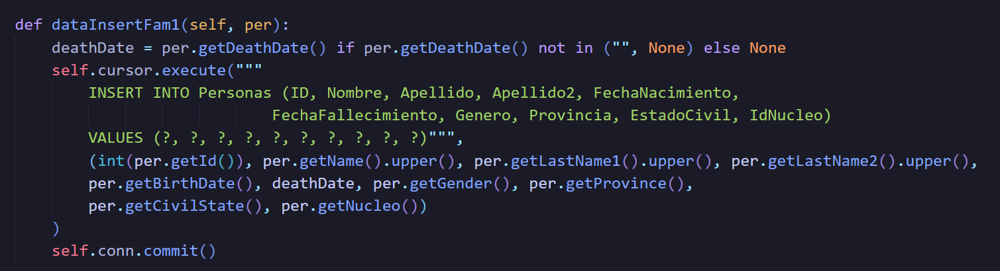 def dataInsertFam1(self, per):
    deathDate = per.getDeathDate() if per.getDeathDate() not in ("", None) else None
    self.cursor.execute("""
        INSERT INTO Personas (ID, Nombre, Apellido, Apellido2, FechaNacimiento,
                            FechaFallecimiento, Genero, Provincia, EstadoCivil, IdNucleo)
        VALUES (?, ?, ?, ?, ?, ?, ?, ?, ?, ?)""",
        (int(per.getId()), per.getName().upper(), per.getLastName1().upper(), per.getLastName2().upper(),
        per.getBirthDate(), deathDate, per.getGender(), per.getProvince(),
        per.getCivilState(), per.getNucleo())
    )
    self.conn.commit()